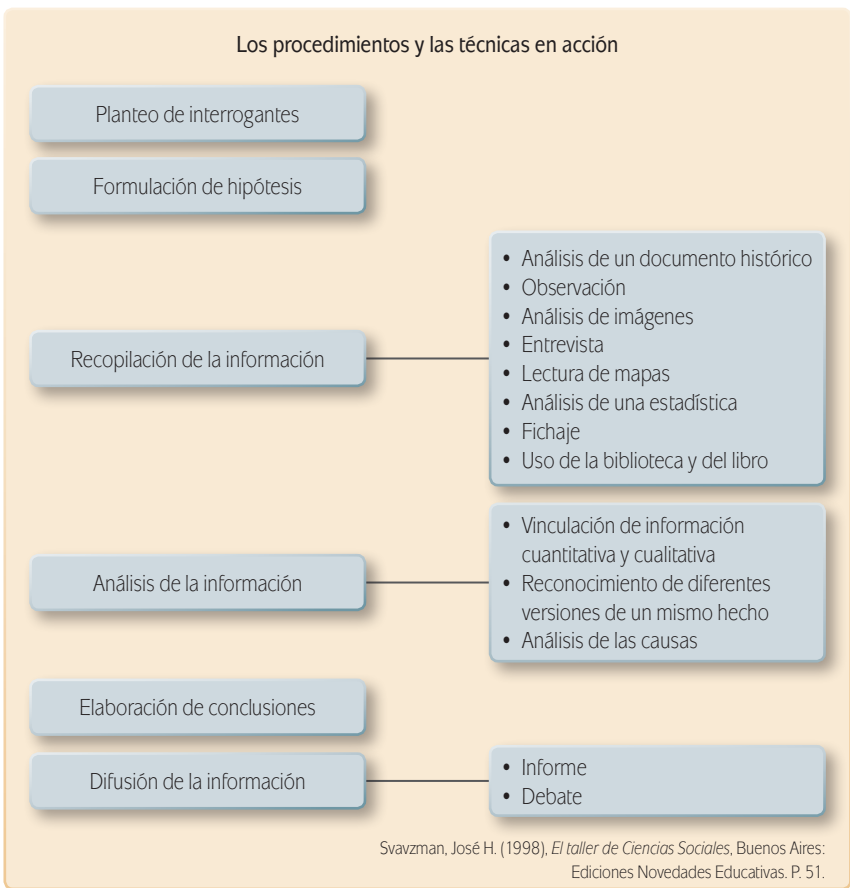 Los procedimientos y las técnicas en acción
Planteo de interrogantes
Formulación de hipótesis
Recopilación de la información
• Análisis de un documento histórico
• Observación
• Análisis de imágenes
• Entrevista
• Lectura de mapas
• Análisis de una estadística
• Fichaje
• Uso de la biblioteca y del libro
Análisis de la información
• Vinculación de información
cuantitativa y cualitativa
• Reconocimiento de diferentes
versiones de un mismo hecho
• Análisis de las causas
Elaboración de conclusiones
Difusión de la información
• Informe
• Debate
Svavzman, José H. (1998), El taller de Ciencias Sociales, Buenos Aires:
Ediciones Novedades Educativas. P. 51.